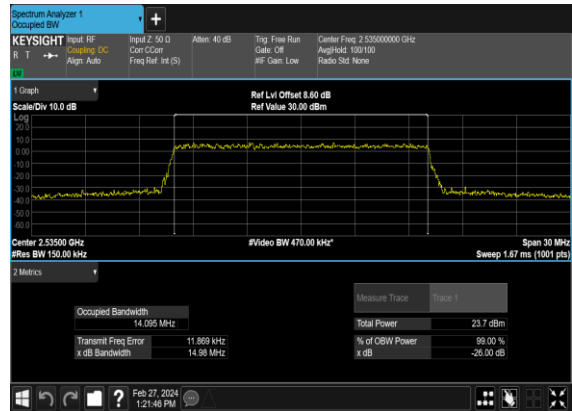 Spectrum Analyzer 1
Occupied BW
KEYSIGHT Input: RF Input Z: 50 Ω Atten: 40 dB Trig: Free Run Center Freq: 2.535000000 GHz
R T Coupling: DC Corr CCorr Gate: Off Avg|Hold: 100/100
Align: Auto Freq Ref: Int (S) #IF Gain: Low Radio Std: None
1 Graph
Ref Lvl Offset 8.60 dB
Scale/Div 10.0 dB Ref Value 30.00 dBm
Log
20.0
10.0
0.00
-10.0
-20.0
-30.0
-40.0
-50.0
-60.0
Center 2.53500 GHz #Video BW 470.00 kHz* Span 30 MHz
#Res BW 150.00 kHz Sweep 1.67 ms (1001 pts)
2 Metrics
Measure Trace Trace 1
Occupied Bandwidth
14.095 MHz Total Power 23.7 dBm
Transmit Freq Error 11.869 kHz % of OBW Power 99.00 %
x dB Bandwidth 14.98 MHz x dB -26.00 dB
Feb 27, 2024
1:21:46 PM